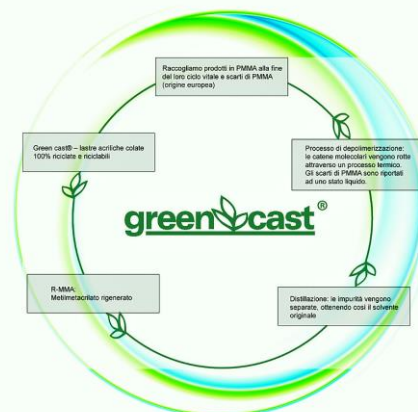 Raccogliamo prodotti in PMMA alla fine
del loro ciclo vitale e scarti di PMMA
(origine europea)
Processo di depolimerizzazione:
le catene molecolari vengono rotte
attraverso un processo termico.
Gli scarti di PMMA sono riportati
ad uno stato liquido.
Distillazione: le impurità vengono
separate, ottenendo così il solvente
originale
R-MMA:
Metilmetacrilato rigenerato
Green cast® – lastre acriliche colate
100% riciclate e riciclabili
green cast®